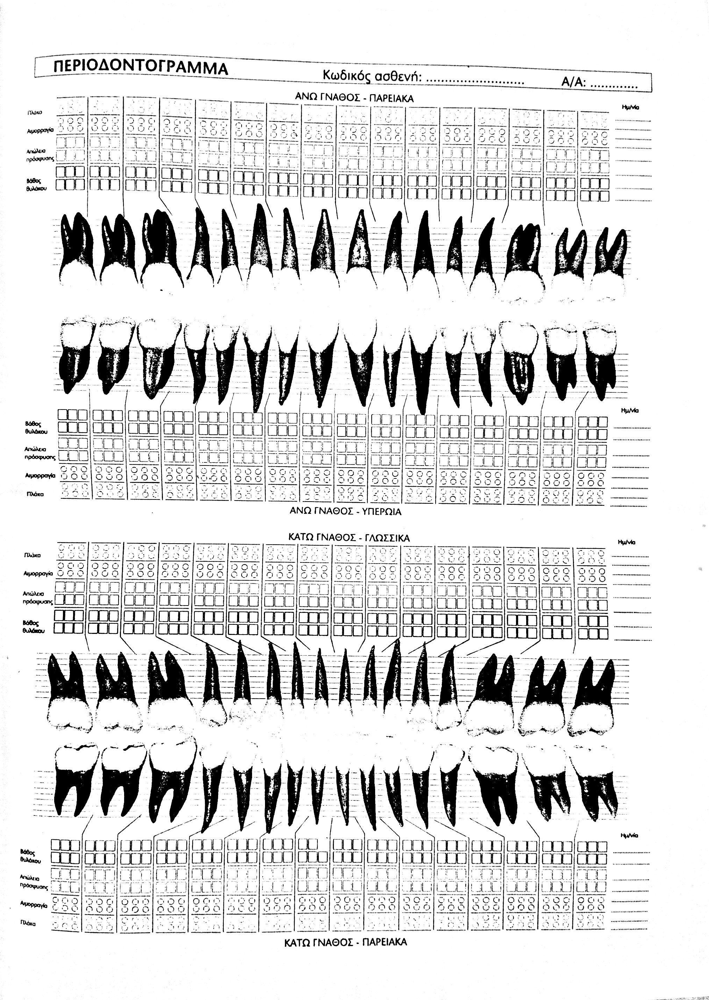 ΠΕΡΙΟΔΟΝΤΟΓΡΑΜΜΑ Κωδικός ασθενή: ............................ Α/Α: .............
ΑΝΩ ΓΝΑΘΟΣ - ΠΑΡΕΙΑΚΑ
Ημ/νία
Πλάκα
Αιμορραγία
Απώλεια
πρόσφυσης
Βάθος
θυλάκου
Ημ/νία
Βάθος
θυλάκου
Απώλεια
πρόσφυσης
Αιμορραγία
Πλάκα
ΑΝΩ ΓΝΑΘΟΣ - ΥΠΕΡΩΙΑ
ΚΑΤΩ ΓΝΑΘΟΣ - ΓΛΩΣΣΙΚΑ
Ημ/νία
Πλάκα
Αιμορραγία
Απώλεια
πρόσφυσης
Βάθος
θυλάκου
Ημ/νία
Βάθος
θυλάκου
Απώλεια
πρόσφυσης
Αιμορραγία
Πλάκα
ΚΑΤΩ ΓΝΑΘΟΣ - ΠΑΡΕΙΑΚΑ